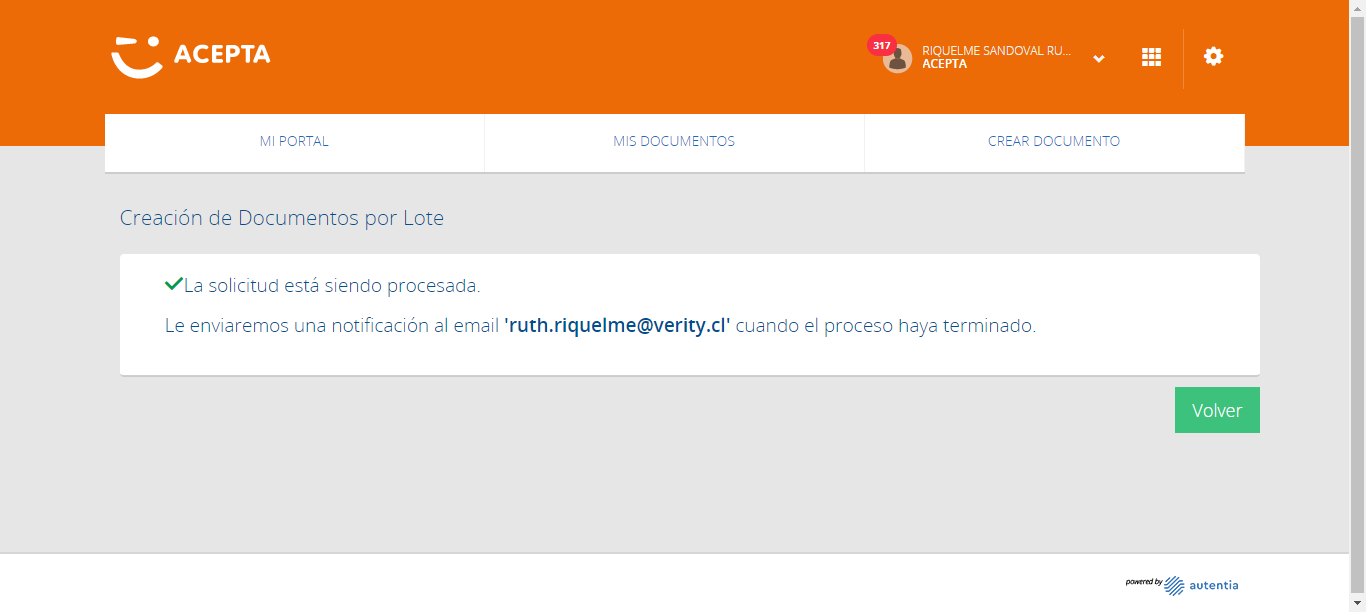 ACEPTA
317
RIQUELME SANDOVAL RU...
ACEPTA
MI PORTAL
MIS DOCUMENTOS
CREAR DOCUMENTO
Creación de Documentos por Lote
La solicitud está siendo procesada.
Le enviaremos una notificación al email 'ruth.riquelme@verity.cl' cuando el proceso haya terminado.
Volver
powered by autentia